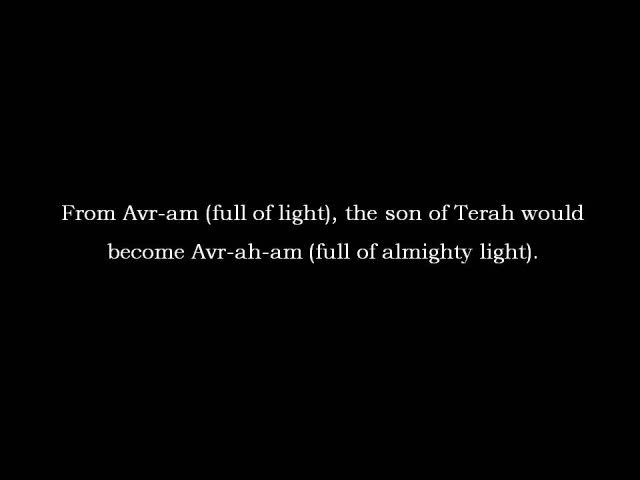 From Avr-am (full of light), the son of Terah would
become Avr-ah-am (full of almighty light).